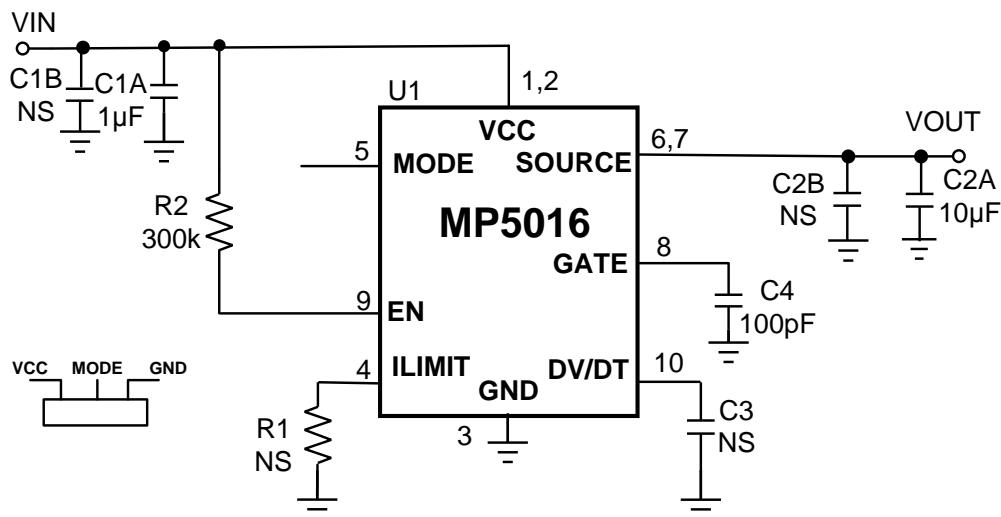 VIN
C1B
NS
C1A
1µF
U1
1,2
VCC
5
MODE
SOURCE
6,7
VOUT
R2
300k
MP5016
C2B
NS
C2A
10µF
GATE
8
C4
100pF
9
EN
VCC
MODE
GND
4
ILIMIT
GND
DV/DT
10
R1
NS
3
C3
NS